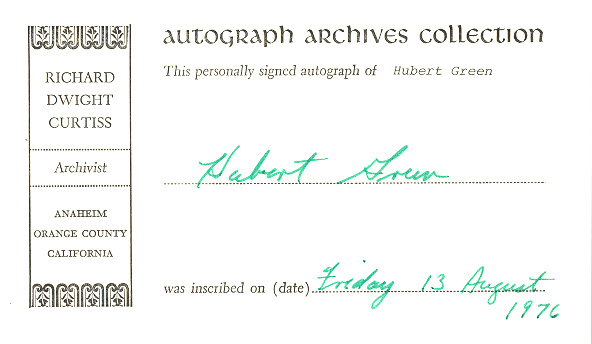 RICHARD
DWIGHT
CURTISS
Archivist
ANAHEIM
ORANGE COUNTY
CALIFORNIA
AUTOGRAPH ARCHIVES COLLECTION
This personally signed autograph of Hubert Green
Hubert Green
was inscribed on (date) Friday 13 August
1976